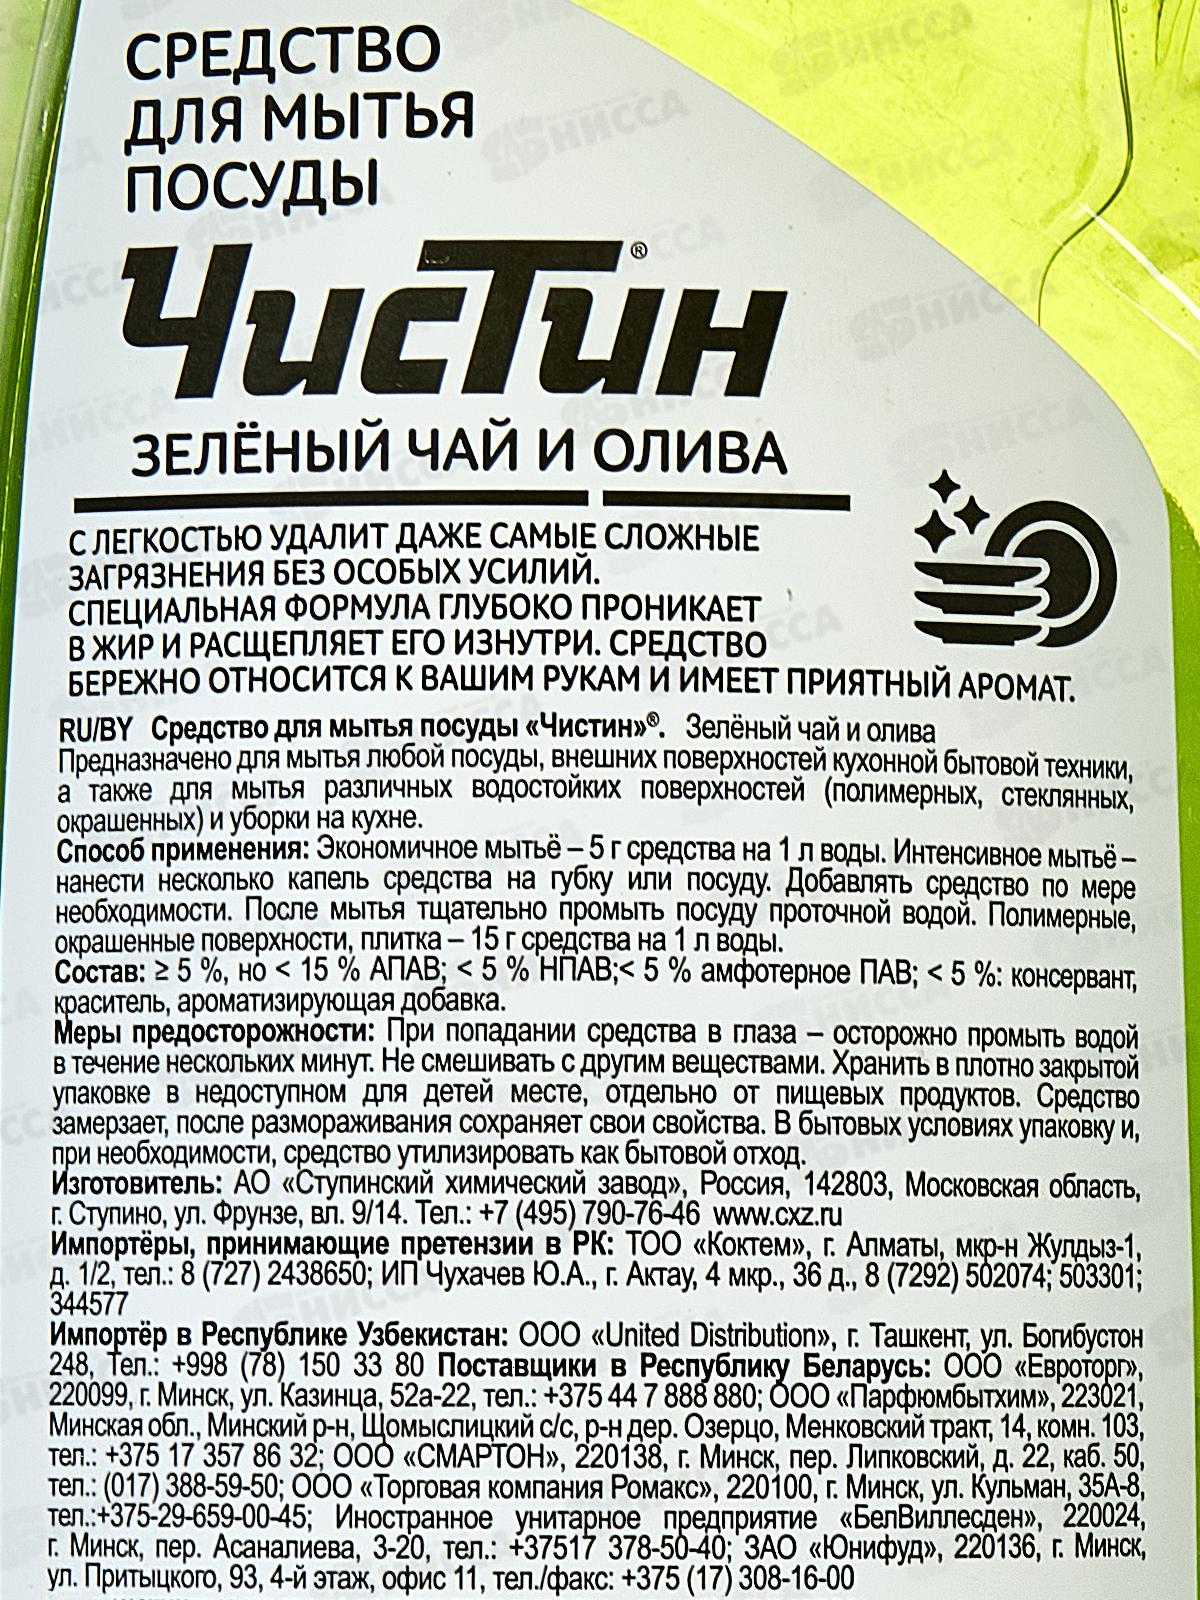 СРЕДСТВО
ДЛЯ МЫТЬЯ
ПОСУДЫ
ЧисТин®
ЗЕЛЁНЫЙ ЧАЙ И ОЛИВА
С ЛЕГКОСТЬЮ УДАЛИТ ДАЖЕ САМЫЕ СЛОЖНЫЕ
ЗАГРЯЗНЕНИЯ БЕЗ ОСОБЫХ УСИЛИЙ.
СПЕЦИАЛЬНАЯ ФОРМУЛА ГЛУБОКО ПРОНИКАЕТ
В ЖИР И РАСЩЕПЛЯЕТ ЕГО ИЗНУТРИ. СРЕДСТВО
БЕРЕЖНО ОТНОСИТСЯ К ВАШИМ РУКАМ И ИМЕЕТ ПРИЯТНЫЙ АРОМАТ.
RU/BY Средство для мытья посуды «Чистин»®. Зелёный чай и олива
Предназначено для мытья любой посуды, внешних поверхностей кухонной бытовой техники,
а также для мытья различных водостойких поверхностей (полимерных, стеклянных,
окрашенных) и уборки на кухне.
Способ применения: Экономичное мытьё – 5 г средства на 1 л воды. Интенсивное мытьё –
нанести несколько капель средства на губку или посуду. Добавлять средство по мере
необходимости. После мытья тщательно промыть посуду проточной водой. Полимерные,
окрашенные поверхности, плитка – 15 г средства на 1 л воды.
Состав: ≥ 5 %, но < 15 % АПАВ; < 5 % НПАВ;< 5 % амфотерное ПАВ; < 5 %: консервант,
краситель, ароматизирующая добавка.
Меры предосторожности: При попадании средства в глаза – осторожно промыть водой
в течение нескольких минут. Не смешивать с другим веществами. Хранить в плотно закрытой
упаковке в недоступном для детей месте, отдельно от пищевых продуктов. Средство
замерзает, после размораживания сохраняет свои свойства. В бытовых условиях упаковку и,
при необходимости, средство утилизировать как бытовой отход.
Изготовитель: АО «Ступинский химический завод», Россия, 142803, Московская область,
г. Ступино, ул. Фрунзе, вл. 9/14. Тел.: +7 (495) 790-76-46 www.cxz.ru
Импортёры, принимающие претензии в РК: ТОО «Коктем», г. Алматы, мкр-н Жулдыз-1,
д. 1/2, тел.: 8 (727) 2438650; ИП Чухачев Ю.А., г. Актау, 4 мкр., 36 д., 8 (7292) 502074; 503301;
344577
Импортёр в Республике Узбекистан: ООО «United Distribution», г. Ташкент, ул. Богибустон
248, Тел.: +998 (78) 150 33 80 Поставщики в Республику Беларусь: ООО «Евроторг»,
220099, г. Минск, ул. Казинца, 52а-22, тел.: +375 44 7 888 880; ООО «Парфюмбытхим», 223021,
Минская обл., Минский р-н, Щомыслицкий с/с, р-н дер. Озерцо, Менковский тракт, 14, комн. 103,
тел.: +375 17 357 86 32; ООО «СМАРТОН», 220138, г. Минск, пер. Липковский, д. 22, каб. 50,
тел.: (017) 388-59-50; ООО «Торговая компания Ромакс», 220100, г. Минск, ул. Кульман, 35А-8,
тел.:+375-29-659-00-45; Иностранное унитарное предприятие «БелВиллесден», 220024,
г. Минск, пер. Асаналиева, 3-20, тел.: +37517 378-50-40; ЗАО «Юнифуд», 220136, г. Минск,
ул. Притыцкого, 93, 4-й этаж, офис 11, тел./факс: +375 (17) 308-16-00